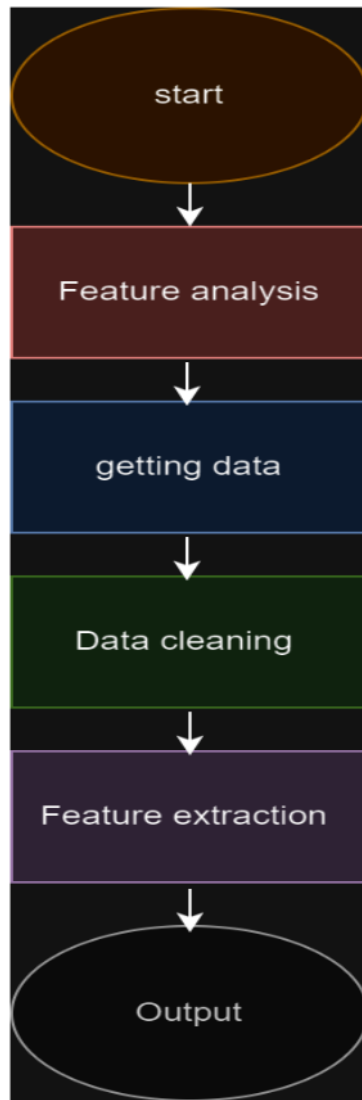 start
Feature analysis
getting data
Data cleaning
Feature extraction
Output